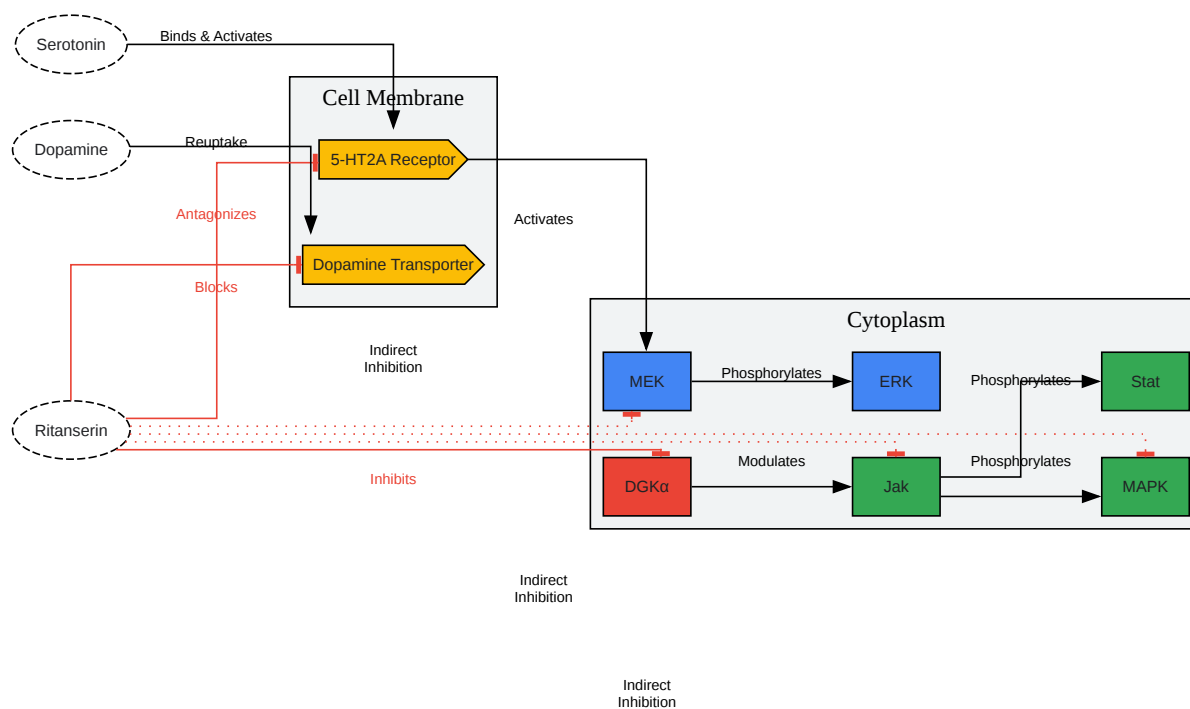 Serotonin
Binds & Activates
Cell Membrane
Dopamine
Reuptake
5-HT2A Receptor
Antagonizes
Activates
Dopamine Transporter
Blocks
Cytoplasm
Indirect
Inhibition
MEK
Phosphorylates
ERK
Phosphorylates
Stat
Ritanserin
Inhibits
DGKα
Modulates
Jak
Phosphorylates
MAPK
Indirect
Inhibition
Indirect
Inhibition